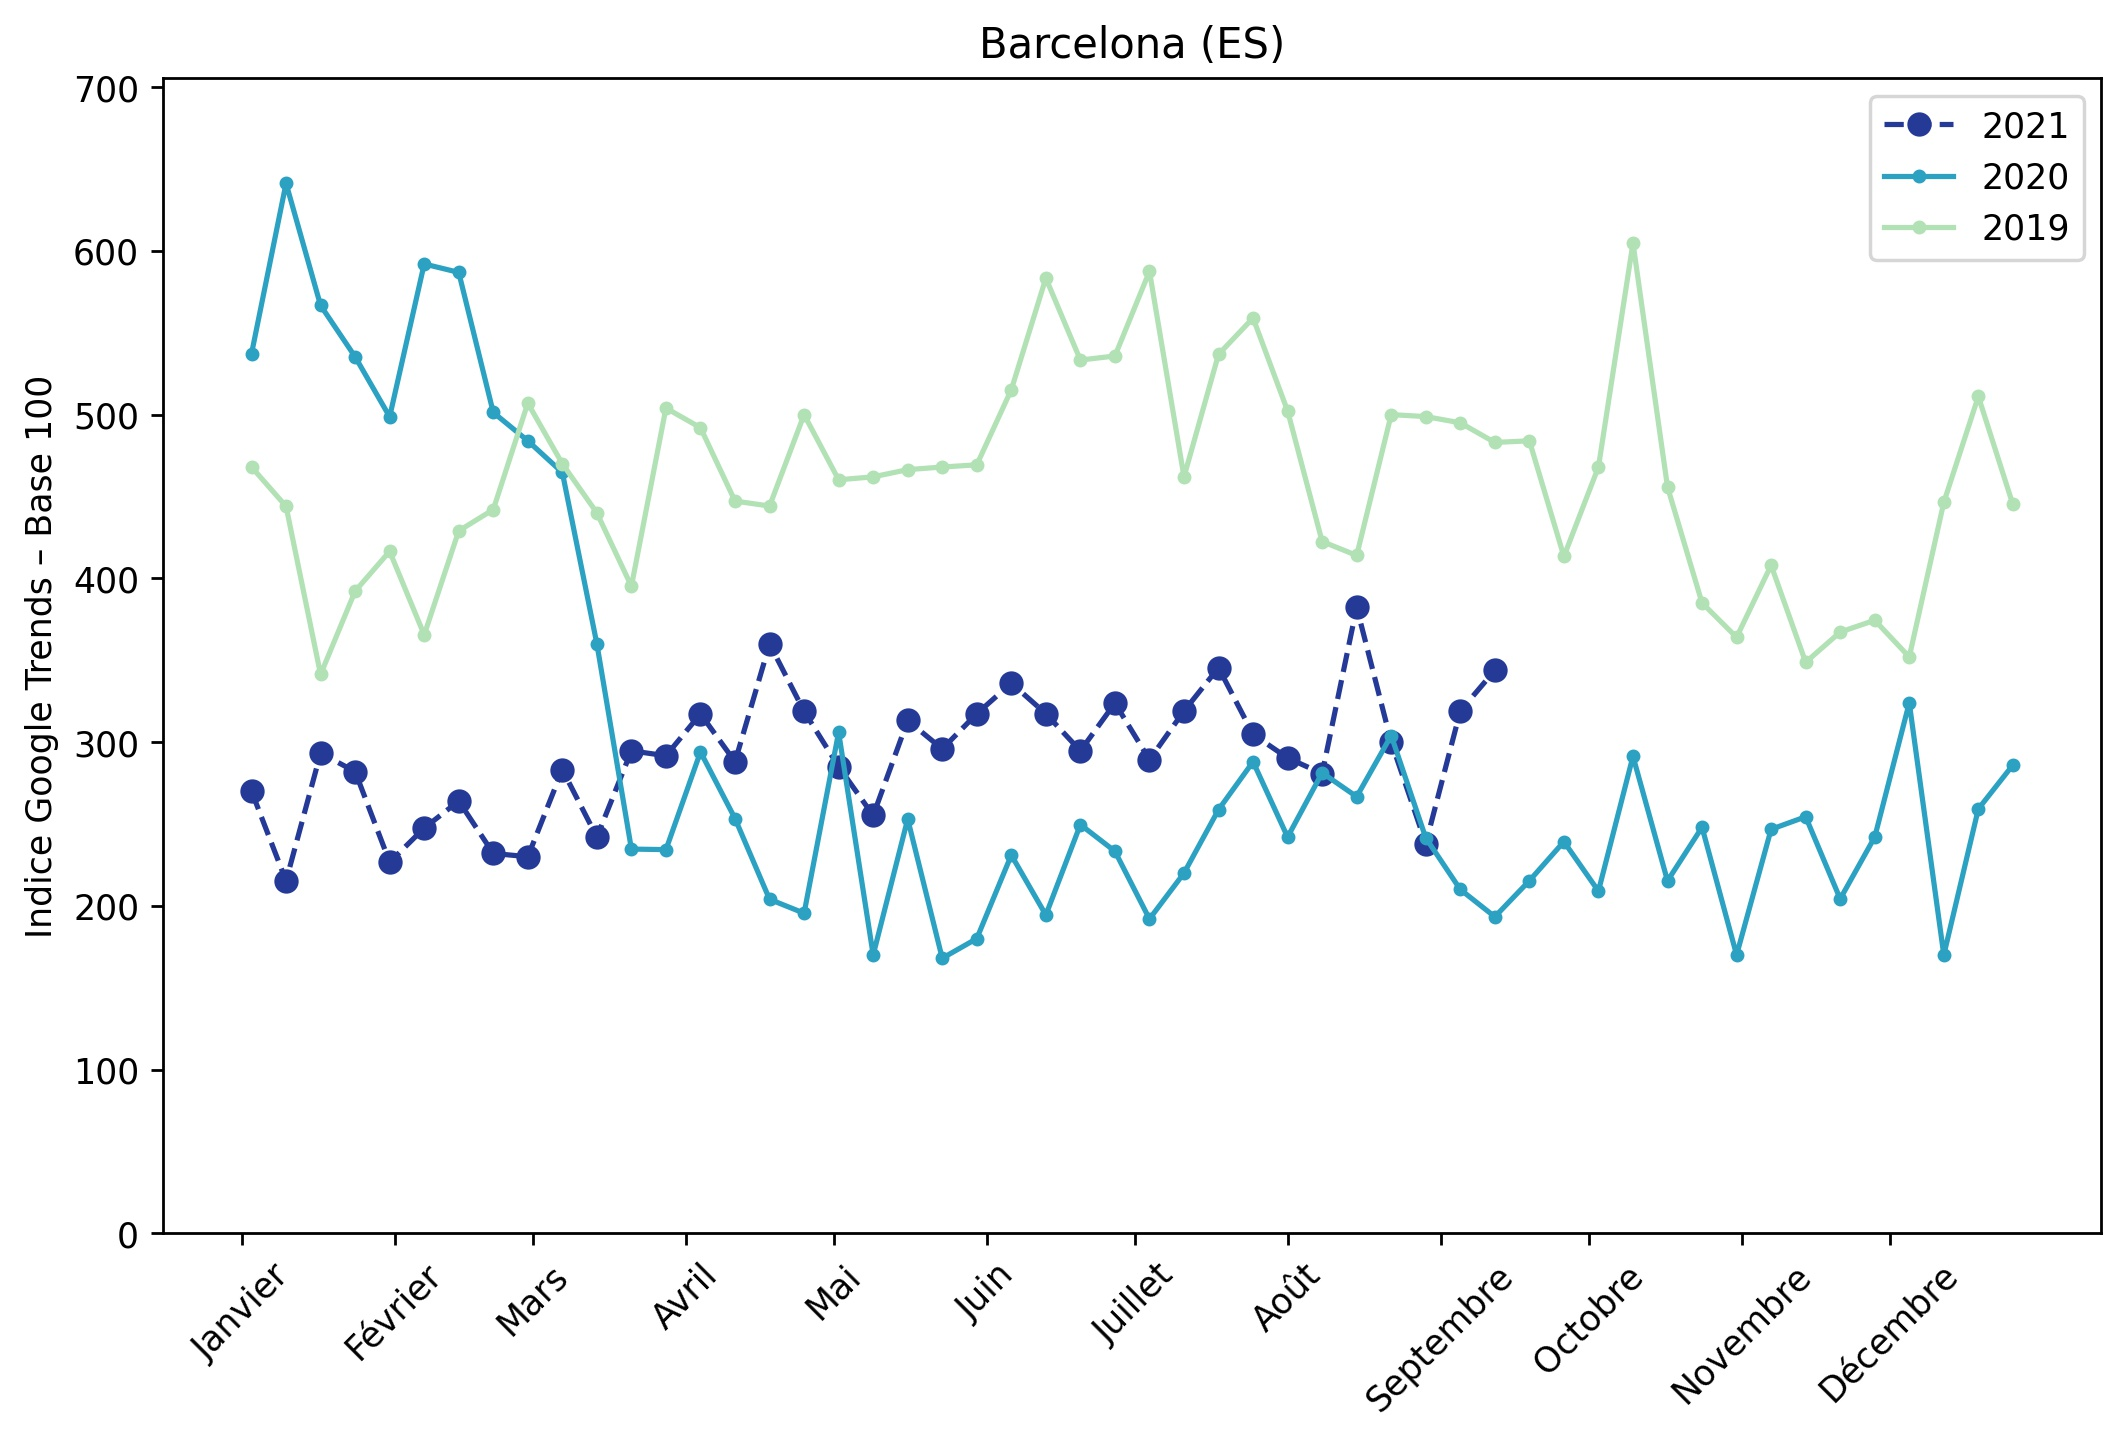 Barcelona (ES)
Indice Google Trends – Base 100
700
600
500
400
300
200
100
0
2021
2020
2019
Janvier
Février
Mars
Avril
Mai
Juin
Juillet
Août
Septembre
Octobre
Novembre
Décembre